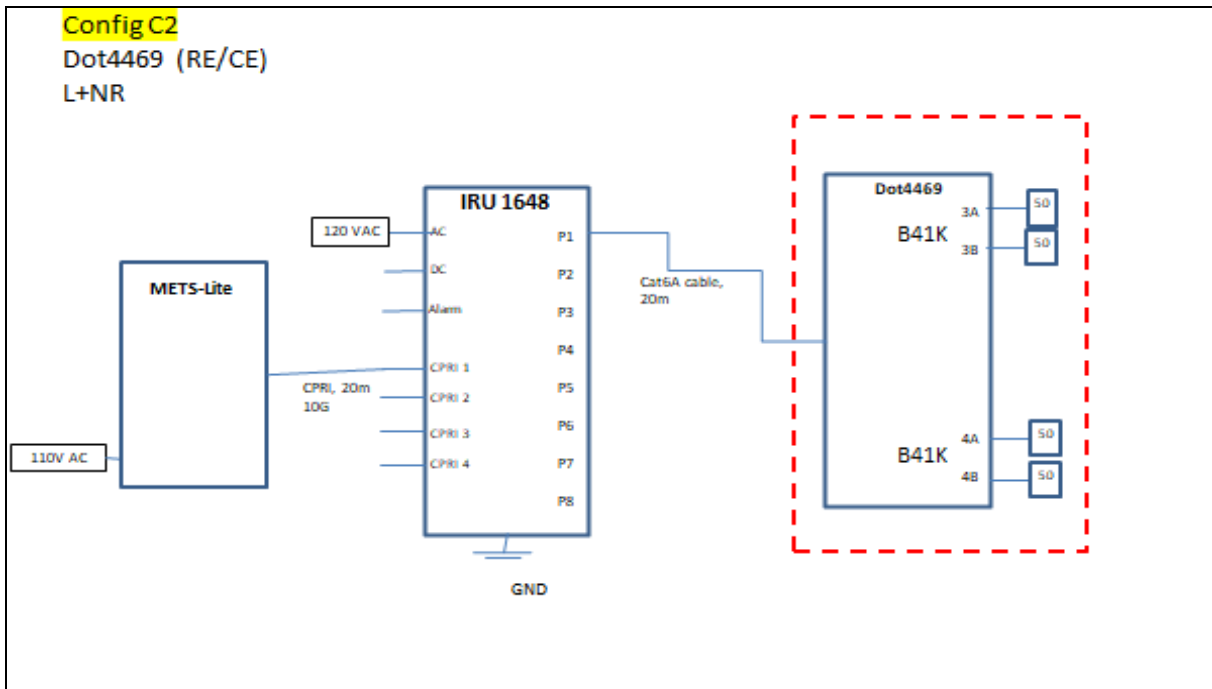 Config C2
Dot4469 (RE/CE)
L+NR
METS-Lite
110V AC
CPRI, 20m
10G
120 VAC
IRU 1648
AC
DC
Alarm
CPRI 1
CPRI 2
CPRI 3
CPRI 4
P1
P2
P3
P4
P5
P6
P7
P8
GND
Cat6A cable,
20m
Dot4469
B41K
3A
3B
50
50
B41K
4A
4B
50
50